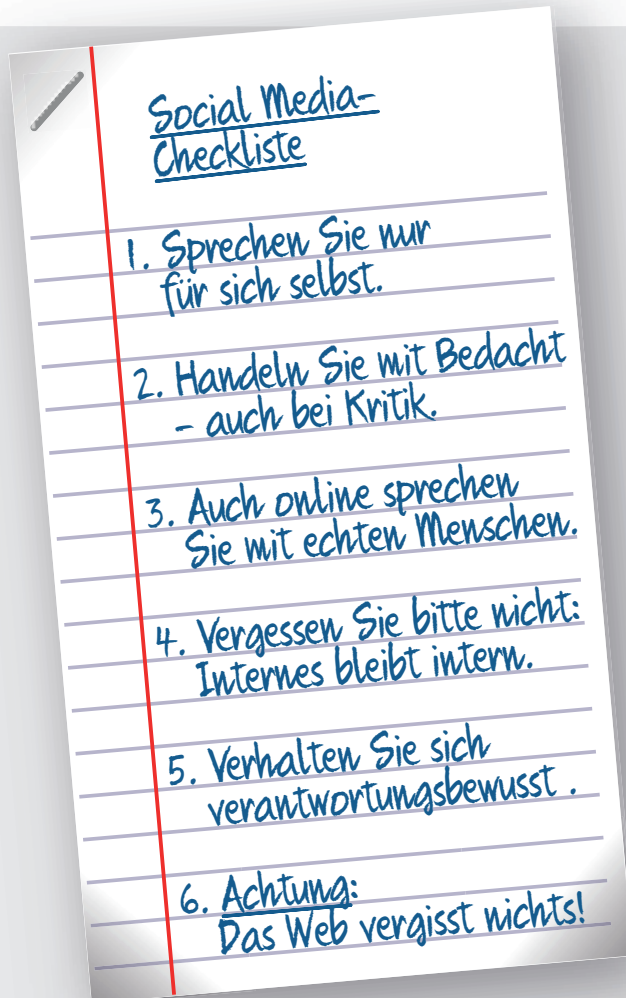 Social Media-
Checkliste
1. Sprechen Sie nur
für sich selbst.
2. Handeln Sie mit Bedacht
- auch bei Kritik.
3. Auch online sprechen
Sie mit echten Menschen.
4. Vergessen Sie bitte nicht:
Internes bleibt intern.
5. Verhalten Sie sich
verantwortungsbewusst .
6. Achtung:
Das Web vergisst nichts!